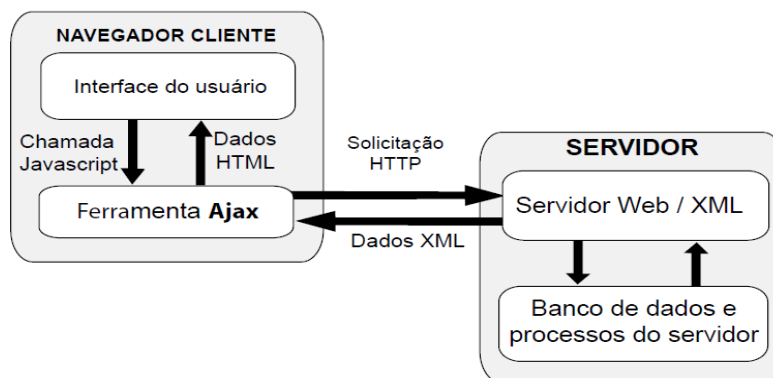 NAVEGADOR CLIENTE
Interface do usuário
Chamada
Javascript
Dados
HTML
Ferramenta Ajax
Solicitação
HTTP
Dados XML
SERVIDOR
Servidor Web / XML
Banco de dados e
processos do servidor